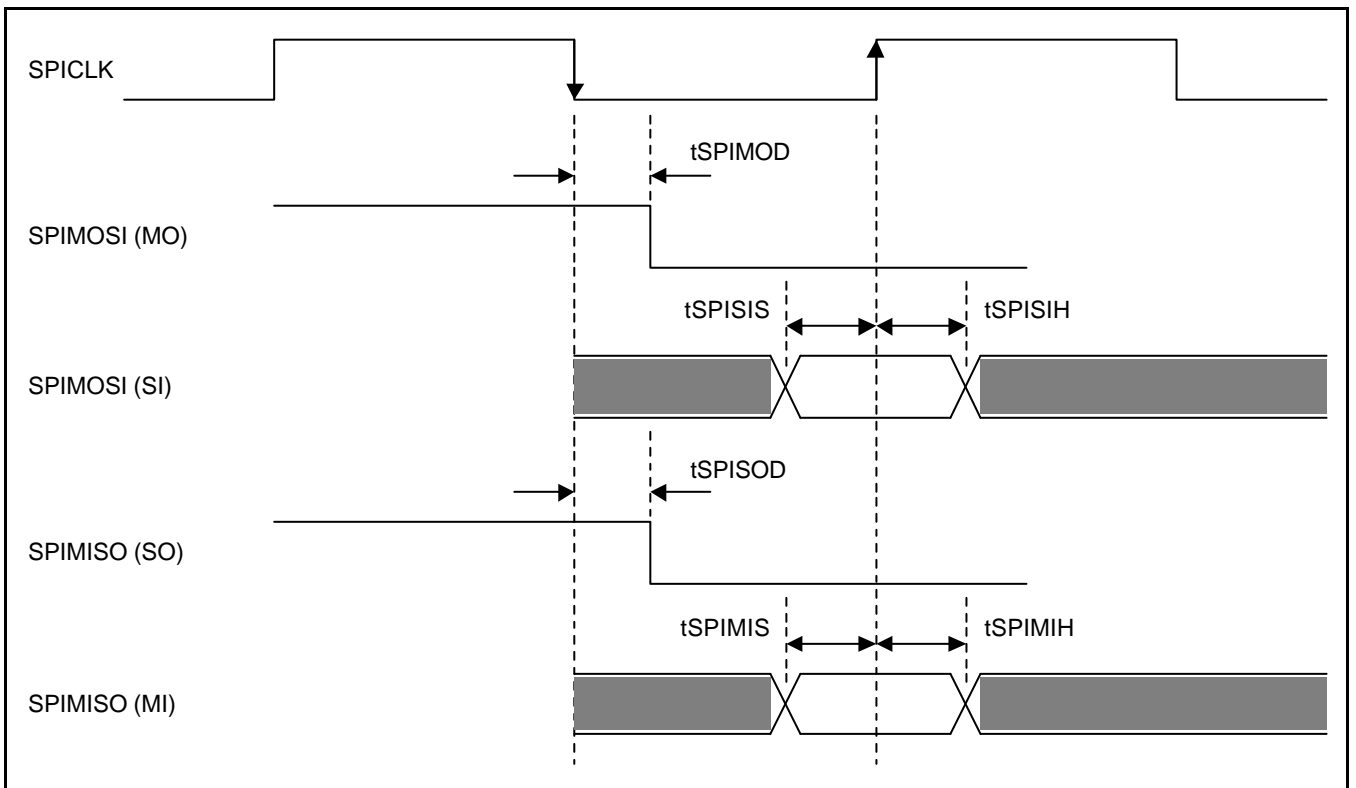 SPICLK
tSPIMOD
SPIMOSI (MO)
tSPISIS
tSPISIH
SPIMOSI (SI)
tSPISOD
SPIMISO (SO)
tSPIMIS
tSPIMIH
SPIMISO (MI)